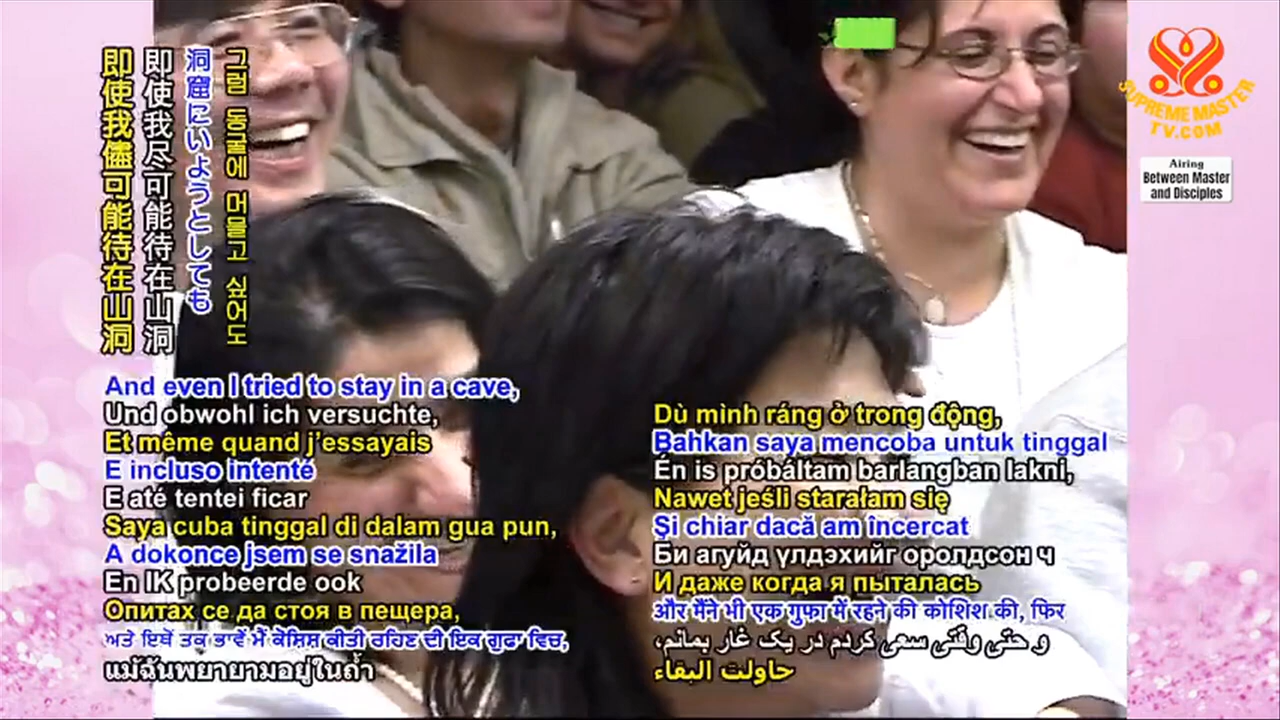 그럴 동굴에 머물고 싶어도
洞窟にいようとしても
即使我尽可能待在山洞
即使我儘可能待在山洞
And even I tried to stay in a cave,
Und obwohl ich versuchte,
Et même quand j’essayais
E incluso intenté
E até tentei ficar
Saya cuba tinggal di dalam gua pun,
A dokonce jsem se snažila
En IK probeerde ook
Опитах се да стоя в пещера,
ਅਤੇ ਇਥੋਂ ਤਕ ਭਾਵੇਂ ਮੈਂ ਕੋਸ਼ਿਸ਼ ਕੀਤੀ ਰਹਿਣ ਦੀ ਇਕ ਗੁਫਾ ਵਿਚ,
แม้ฉันพยายามอยู่ในถ้ำ
Dù mình ráng ở trong động,
Bahkan saya mencoba untuk tinggal
Én is próbáltam barlangban lakni,
Nawet jeśli starałam się
Şi chiar dacă am încercat
Би агуйд үлдэхийг оролдсон ч
И даже когда я пыталась
और मैंने भी एक गुफा में रहने की कोशिश की, फिर
و حتی وقتی سعی کردم در یک غار بمانم،
حاولت البقاء
SUPREME MASTER
TV.COM
Airing
Between Master
and Disciples